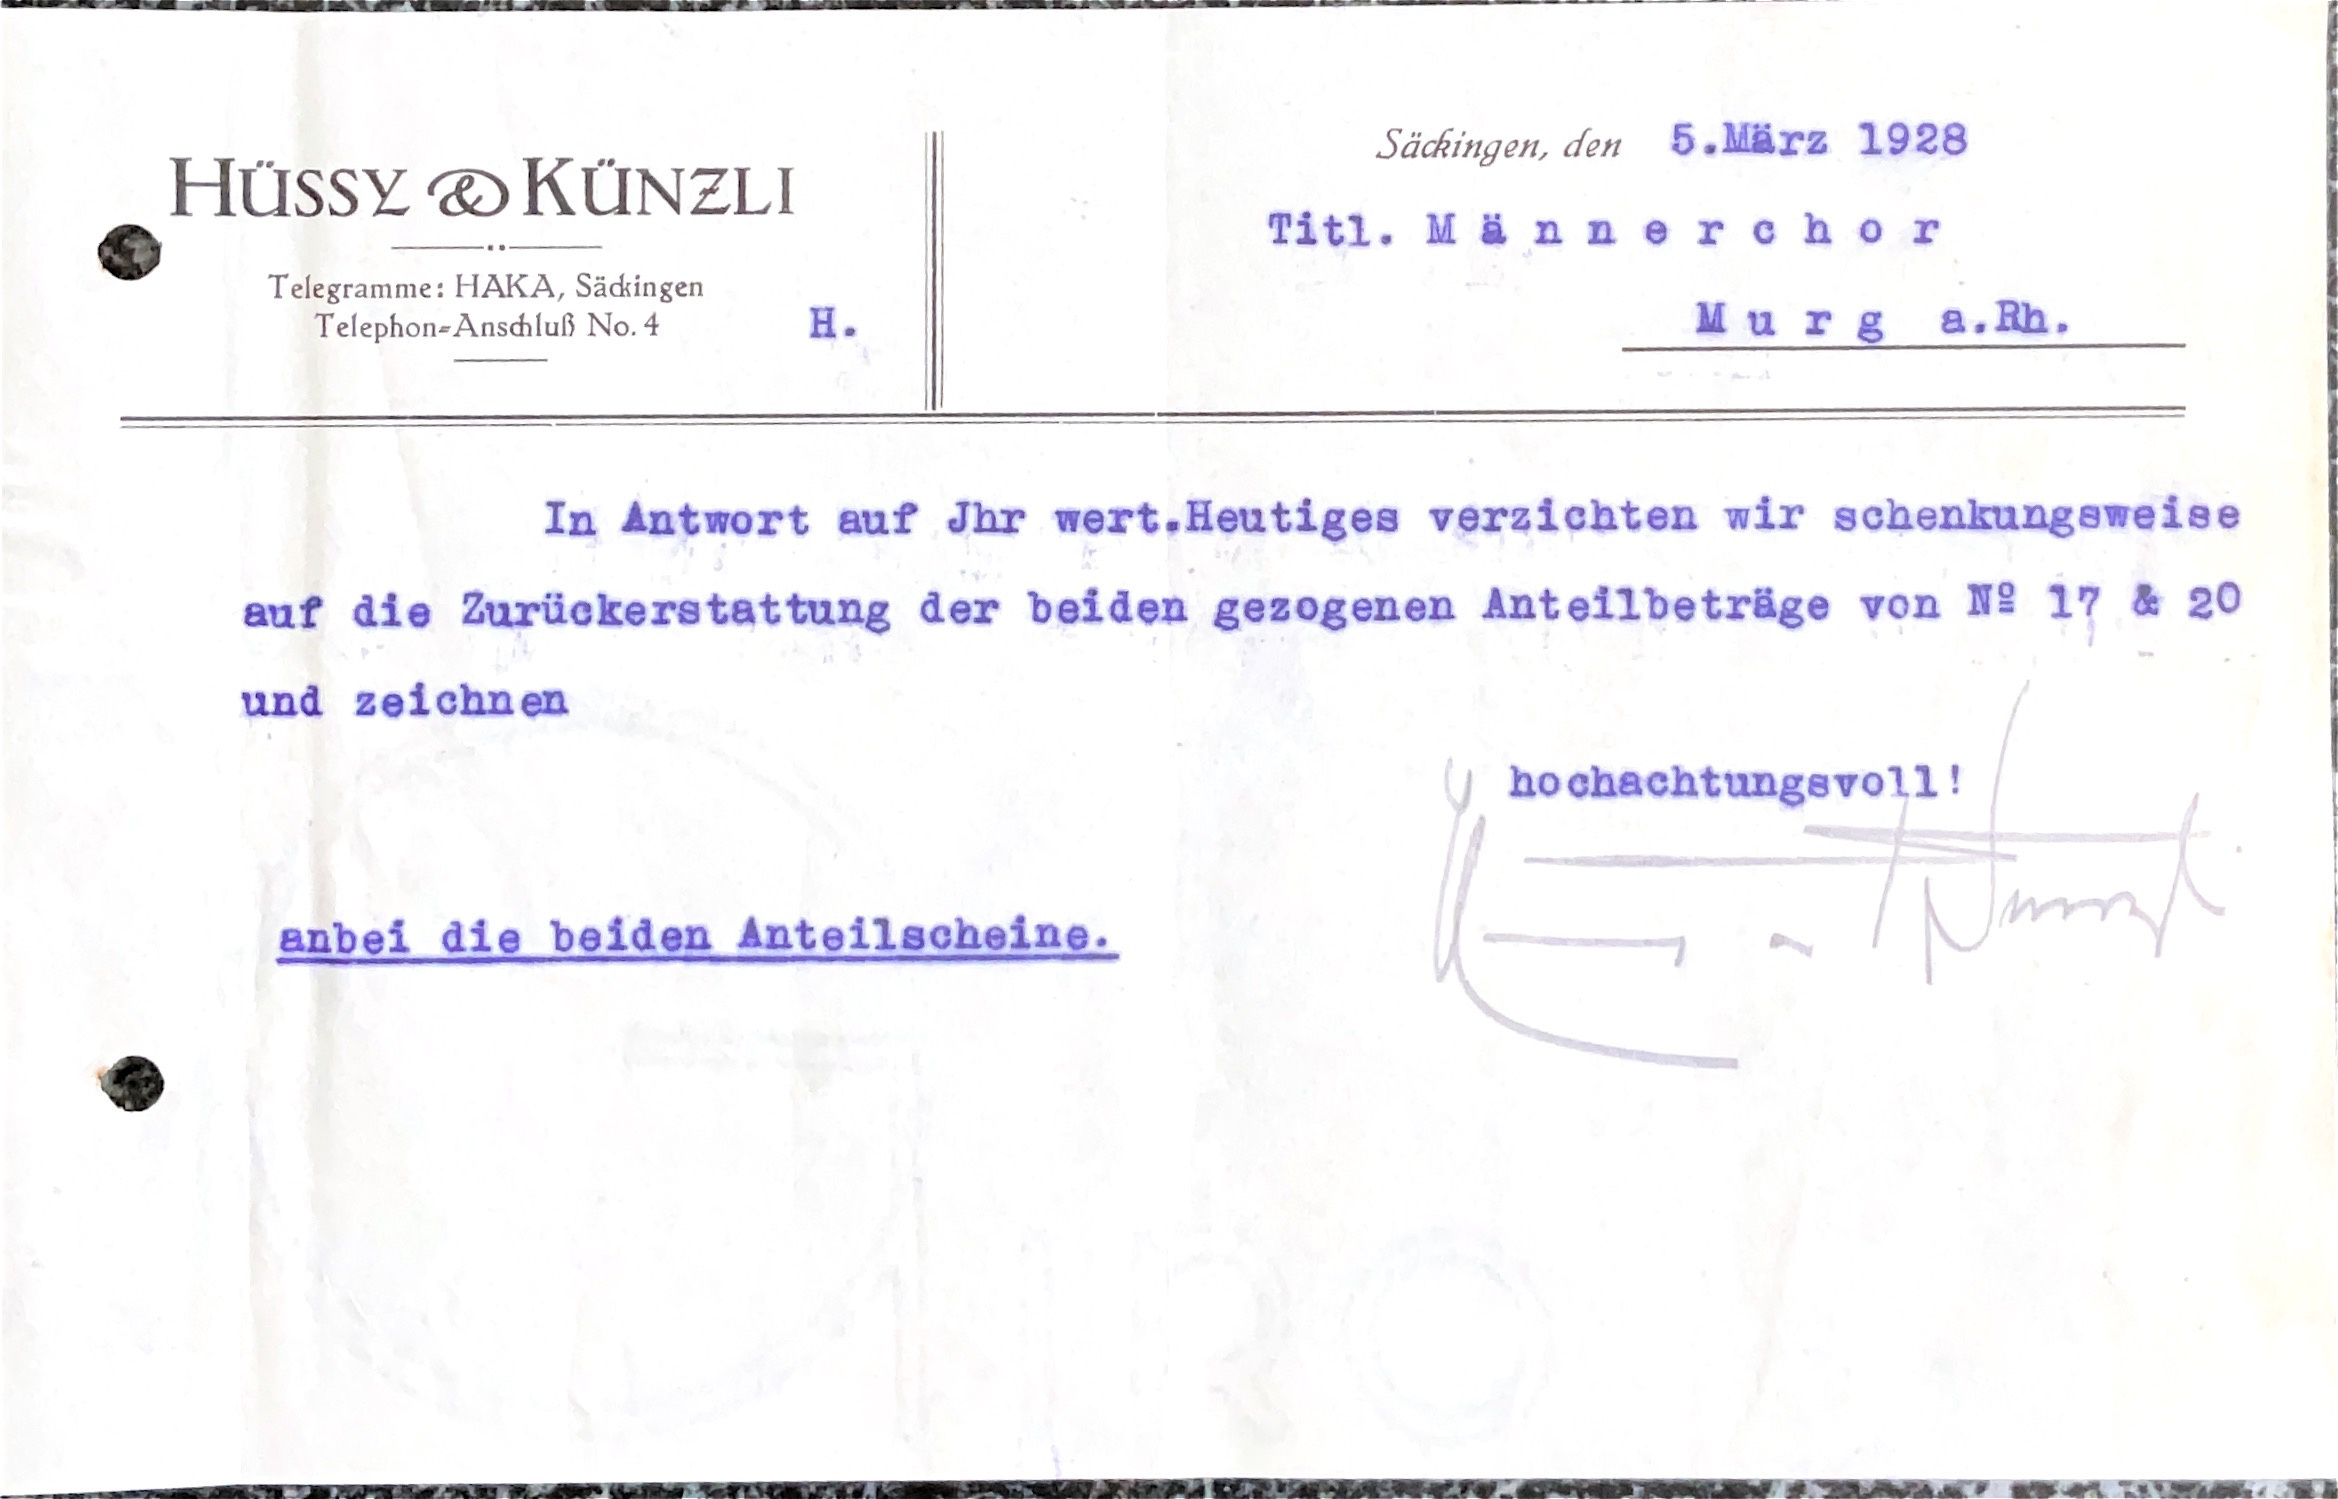 HÜSSY & KÜNZLI
Telegramme: HAKA, Säckingen
Telephon-Anschluß No. 4
H.
Säckingen, den 5.März 1928
Titl. Männerchor
Murg a.Rh.
In Antwort auf Jhr wert.Heutiges verzichten wir schenkungsweise
auf die Zurückerstattung der beiden gezogenen Anteilbeträge von Nº 17 & 20
und zeichnen
hochachtungsvoll!
anbei die beiden Anteilscheine.